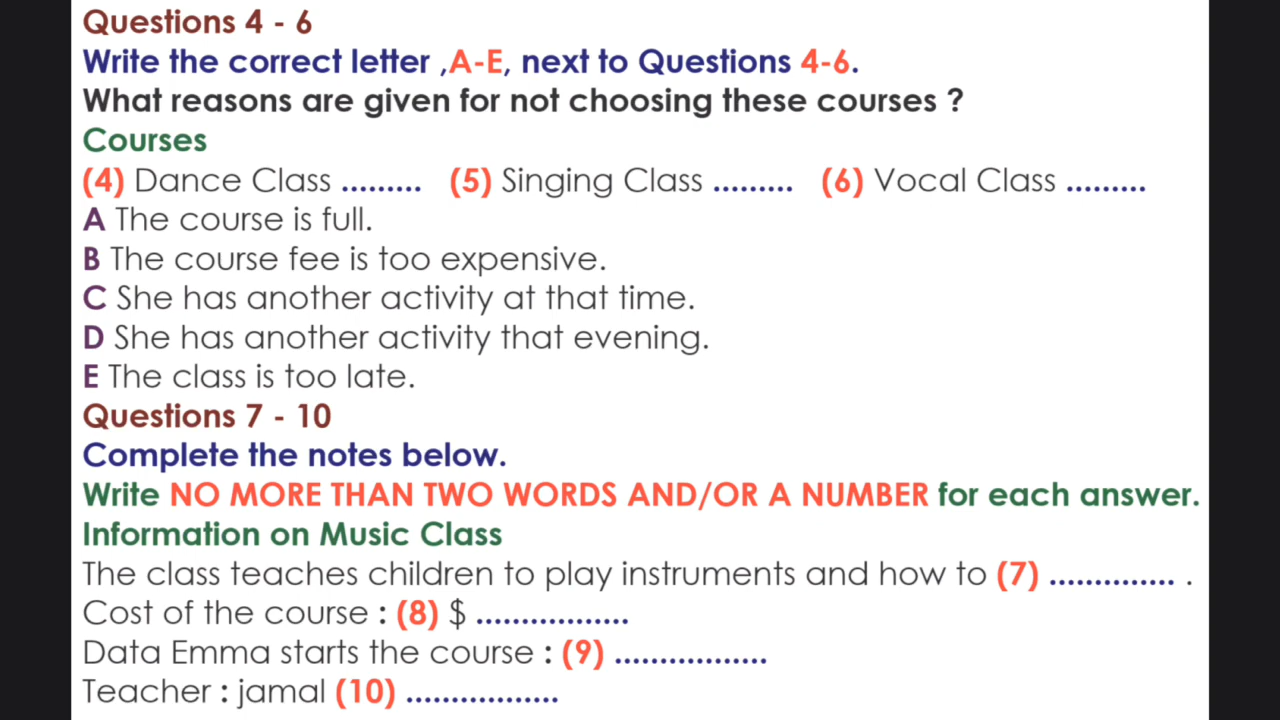 Questions 4 - 6
Write the correct letter ,A-E, next to Questions 4-6.
What reasons are given for not choosing these courses ?
Courses
(4) Dance Class ......... (5) Singing Class ......... (6) Vocal Class .........
A The course is full.
B The course fee is too expensive.
C She has another activity at that time.
D She has another activity that evening.
E The class is too late.
Questions 7 - 10
Complete the notes below.
Write NO MORE THAN TWO WORDS AND/OR A NUMBER for each answer.
Information on Music Class
The class teaches children to play instruments and how to (7) .............. .
Cost of the course : (8) $ .................
Data Emma starts the course : (9) .................
Teacher : jamal (10) .................